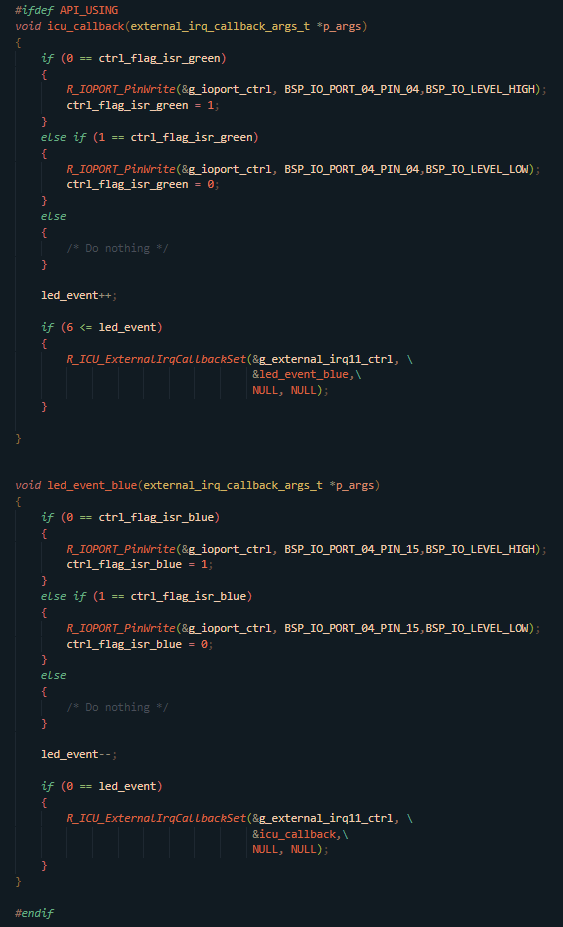 #ifdef API_USING
void icu_callback(external_irq_callback_args_t *p_args)
{
    if (0 == ctrl_flag_isr_green)
    {
        R_IOPORT_PinWrite(&g_ioport_ctrl, BSP_IO_PORT_04_PIN_04,BSP_IO_LEVEL_HIGH);
        ctrl_flag_isr_green = 1;
    }
    else if (1 == ctrl_flag_isr_green)
    {
        R_IOPORT_PinWrite(&g_ioport_ctrl, BSP_IO_PORT_04_PIN_04,BSP_IO_LEVEL_LOW);
        ctrl_flag_isr_green = 0;
    }
    else
    {
        /* Do nothing */
    }

    led_event++;

    if (6 <= led_event)
    {
        R_ICU_ExternalIrqCallbackSet(&g_external_irq11_ctrl, \
                                     &led_event_blue,\
                                     NULL, NULL);
    }

}


void led_event_blue(external_irq_callback_args_t *p_args)
{
    if (0 == ctrl_flag_isr_blue)
    {
        R_IOPORT_PinWrite(&g_ioport_ctrl, BSP_IO_PORT_04_PIN_15,BSP_IO_LEVEL_HIGH);
        ctrl_flag_isr_blue = 1;
    }
    else if (1 == ctrl_flag_isr_blue)
    {
        R_IOPORT_PinWrite(&g_ioport_ctrl, BSP_IO_PORT_04_PIN_15,BSP_IO_LEVEL_LOW);
        ctrl_flag_isr_blue = 0;
    }
    else
    {
        /* Do nothing */
    }

    led_event--;

    if (0 == led_event)
    {
        R_ICU_ExternalIrqCallbackSet(&g_external_irq11_ctrl, \
                                     &icu_callback,\
                                     NULL, NULL);
    }
}

#endif